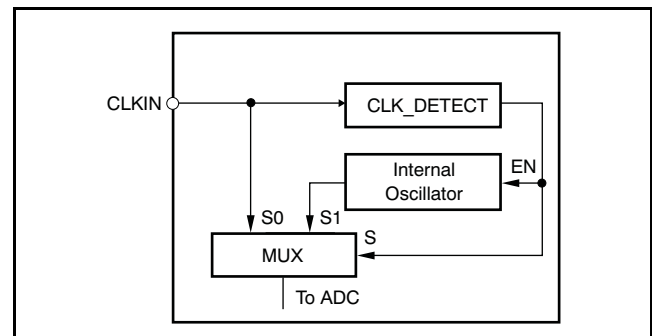 CLKIN
CLK_DETECT
Internal
Oscillator
EN
S0
S1
S
MUX
To ADC